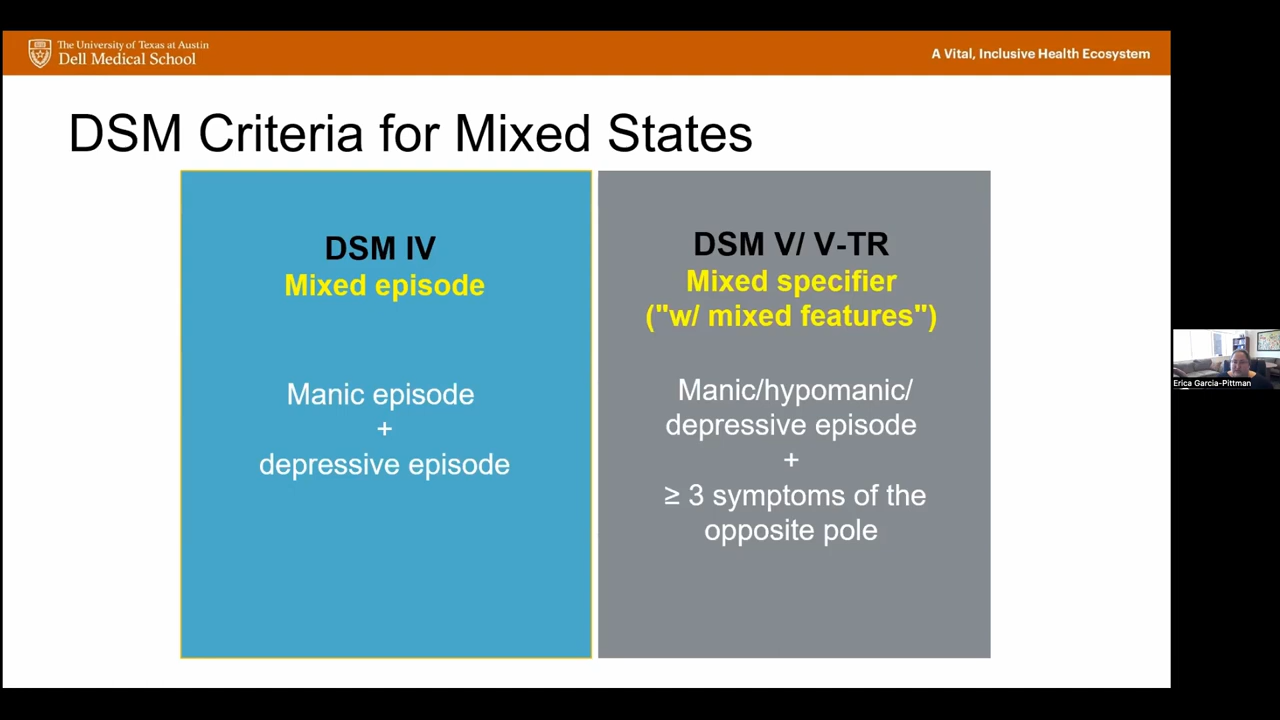 The University of Texas at Austin
Dell Medical School
A Vital, Inclusive Health Ecosystem
DSM Criteria for Mixed States
DSM IV
Mixed episode
Manic episode
+
depressive episode
DSM V/ V-TR
Mixed specifier
("w/ mixed features")
Manic/hypomanic/
depressive episode
+
≥ 3 symptoms of the
opposite pole
Erica Garcia-Pittman